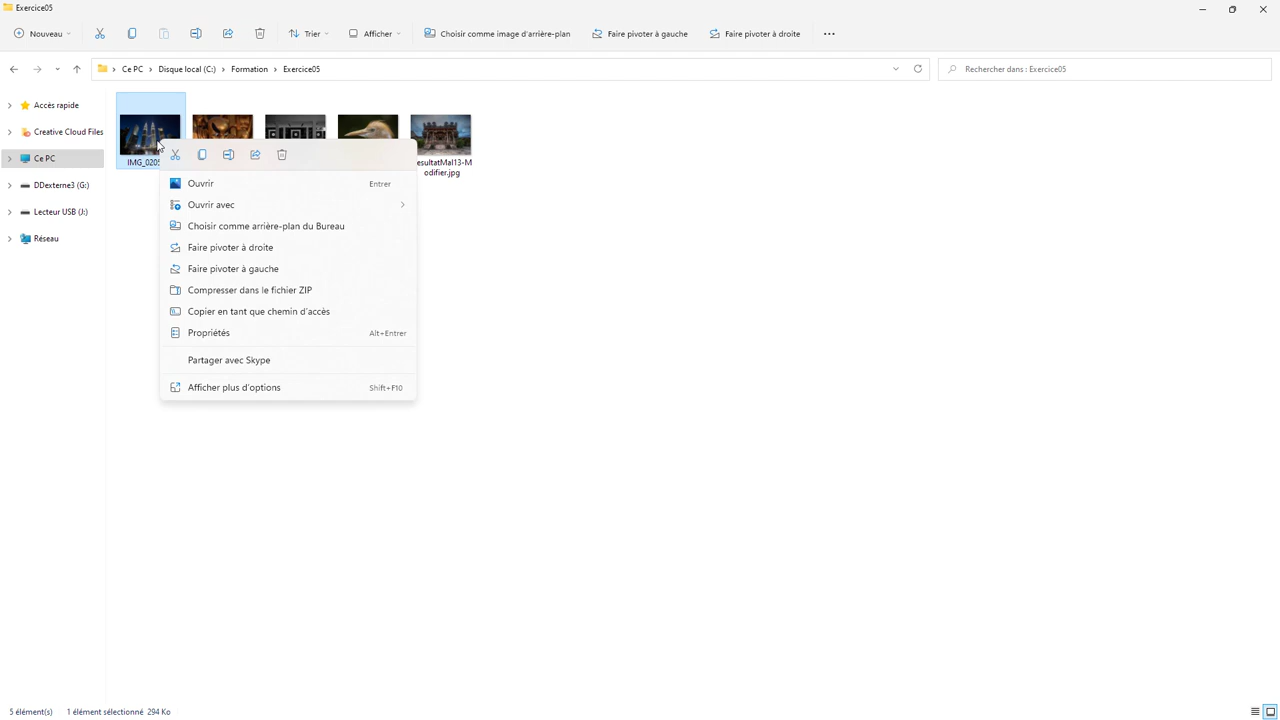 Exercice05
Nouveau
Trier
Afficher
Choisir comme image d'arrière-plan
Faire pivoter à gauche
Faire pivoter à droite
Ce PC
Disque local (C:)
Formation
Exercice05
Rechercher dans : Exercice05
Accès rapide
Creative Cloud Files
Ce PC
DDexterne3 (G:)
Lecteur USB (J:)
Réseau
IMG_0205
esultatMal13-M
odifier.jpg
Ouvrir Entrer
Ouvrir avec
Choisir comme arrière-plan du Bureau
Faire pivoter à droite
Faire pivoter à gauche
Compresser dans le fichier ZIP
Copier en tant que chemin d'accès
Propriétés Alt+Entrer
Partager avec Skype
Afficher plus d'options Shift+F10
5 élément(s) 1 élément sélectionné 294 Ko